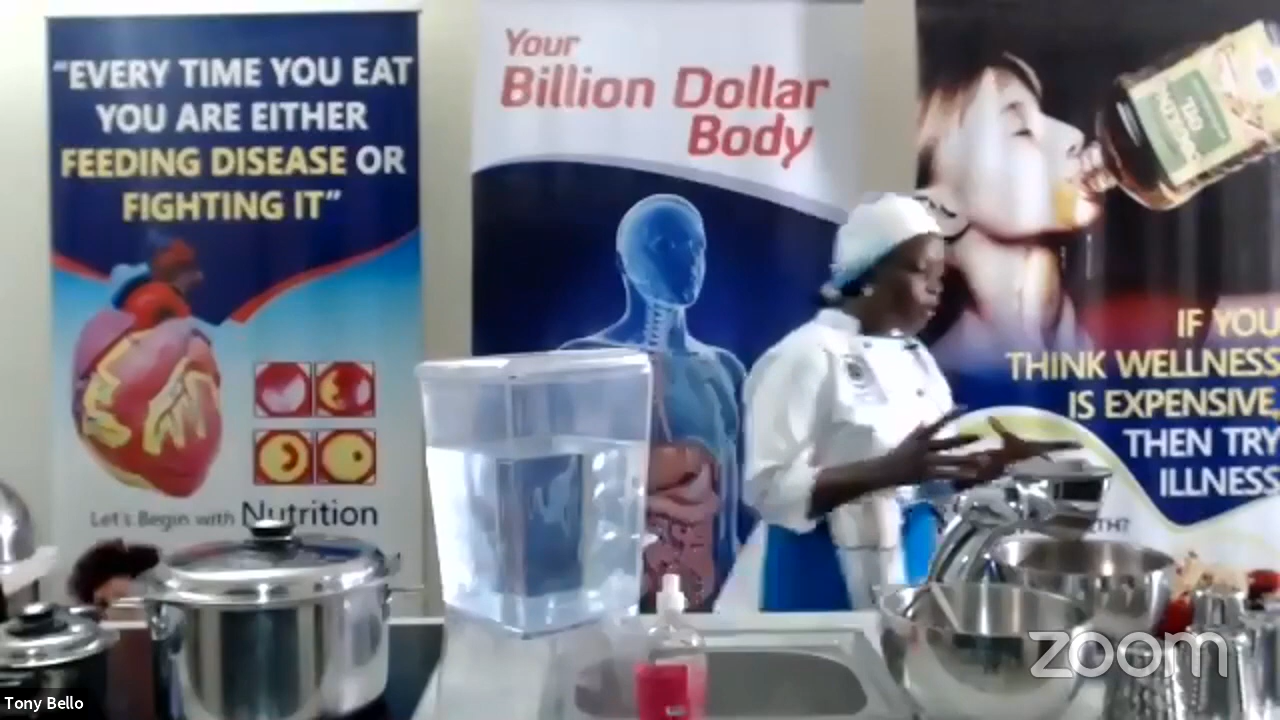 “EVERY TIME YOU EAT
YOU ARE EITHER
FEEDING DISEASE OR
FIGHTING IT”
Let's Begin with Nutrition
Your
Billion Dollar
Body
IF YOU
THINK WELLNESS
IS EXPENSIVE,
THEN TRY
ILLNESS
zoom
Tony Bello